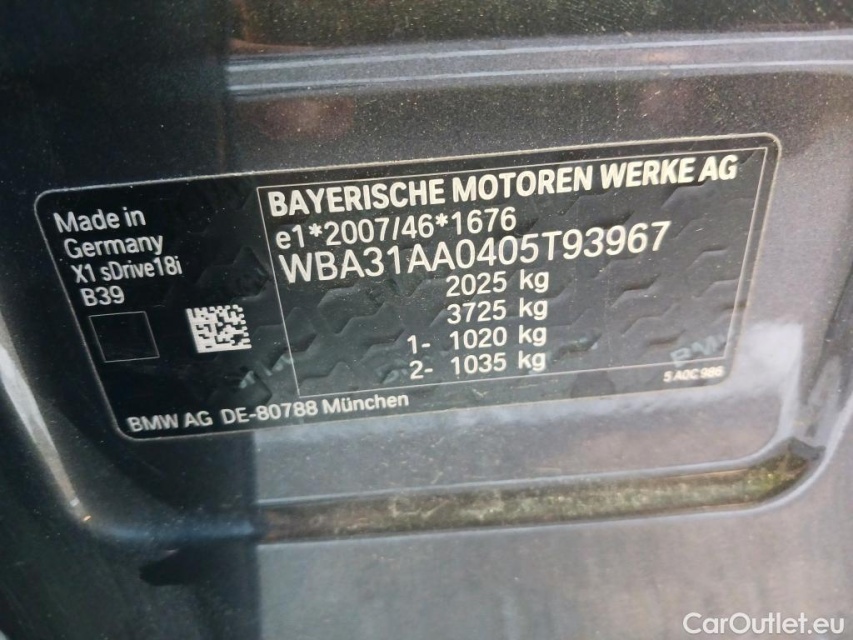 Made in
Germany
X1 sDrive18i
B39
BAYERISCHE MOTOREN WERKE AG
e1*2007/46*1676
WBA31AA0405T93967
2025 kg
3725 kg
1- 1020 kg
2- 1035 kg
5 A0C 986
BMW AG DE-80788 München
CarOutlet.eu